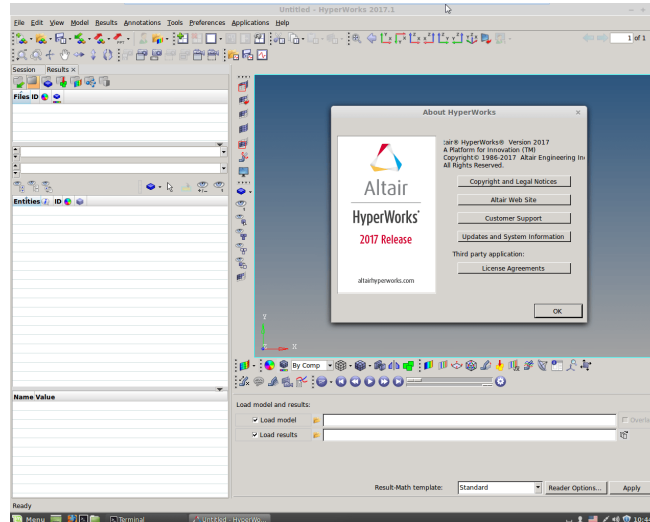 Untitled - HyperWorks 2017.1
File Edit View Model Results Annotations Tools Preferences Applications Help
1 of 1
Session Results ×
Files ID
About HyperWorks ×
tair® HyperWorks® Version 2017
A Platform for Innovation (TM)
Copyright© 1986-2017 Altair Engineering In
All Rights Reserved.
Altair
HyperWorks®
2017 Release
altairhyperworks.com
Copyright and Legal Notices
Altair Web Site
Customer Support
Updates and System Information
Third party application:
License Agreements
OK
Entities ID
Y
Z X
By Comp
Name Value
Load model and results:
Load model
Overla
Load results
Result-Math template: Standard Reader Options... Apply
Ready
Menu Terminal Untitled - HyperWo... 10:4